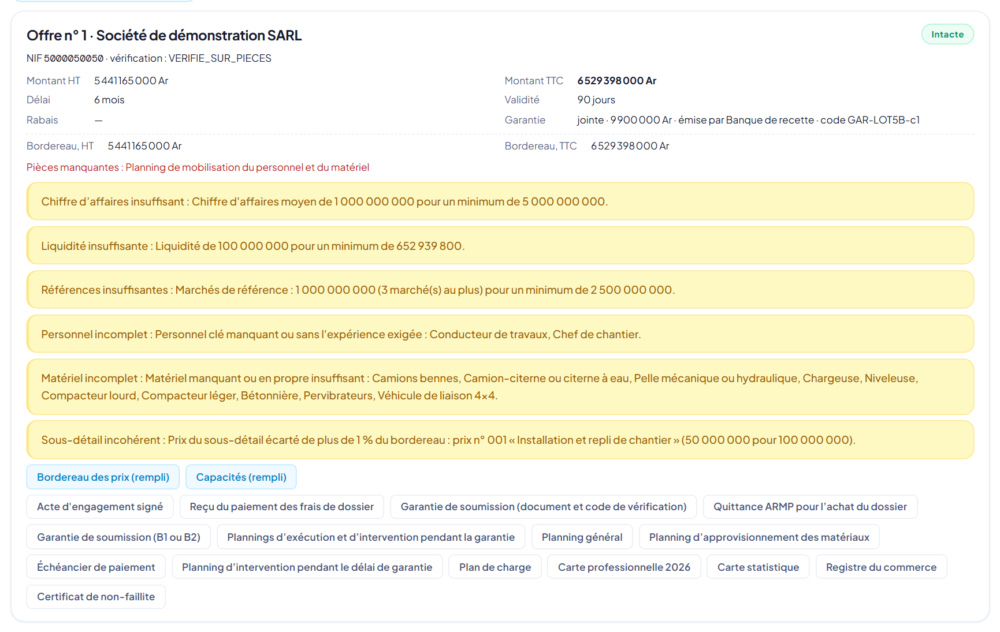 Offre n° 1 · Société de démonstration SARL
Intacte
NIF 5000050050 · vérification : VERIFIE_SUR_PIECES
Montant HT 5 441 165 000 Ar
Montant TTC 6 529 398 000 Ar
Délai 6 mois
Validité 90 jours
Rabais —
Garantie jointe · 9 900 000 Ar · émise par Banque de recette · code GAR-LOT5B-c1
Bordereau, HT 5 441 165 000 Ar
Bordereau, TTC 6 529 398 000 Ar
Pièces manquantes : Planning de mobilisation du personnel et du matériel
Chiffre d’affaires insuffisant : Chiffre d'affaires moyen de 1 000 000 000 pour un minimum de 5 000 000 000.
Liquidité insuffisante : Liquidité de 100 000 000 pour un minimum de 652 939 800.
Références insuffisantes : Marchés de référence : 1 000 000 000 (3 marché(s) au plus) pour un minimum de 2 500 000 000.
Personnel incomplet : Personnel clé manquant ou sans l'expérience exigée : Conducteur de travaux, Chef de chantier.
Matériel incomplet : Matériel manquant ou en propre insuffisant : Camions bennes, Camion-citerne ou citerne à eau, Pelle mécanique ou hydraulique, Chargeuse, Niveleuse,
Compacteur lourd, Compacteur léger, Bétonnière, Pervibrateurs, Véhicule de liaison 4×4.
Sous-détail incohérent : Prix du sous-détail écarté de plus de 1 % du bordereau : prix n° 001 « Installation et repli de chantier » (50 000 000 pour 100 000 000).
Bordereau des prix (rempli) Capacités (rempli)
Acte d'engagement signé Reçu du paiement des frais de dossier Garantie de soumission (document et code de vérification) Quittance ARMP pour l’achat du dossier
Garantie de soumission (B1 ou B2) Plannings d’exécution et d’intervention pendant la garantie Planning général Planning d’approvisionnement des matériaux
Échéancier de paiement Planning d’intervention pendant le délai de garantie Plan de charge Carte professionnelle 2026 Carte statistique Registre du commerce
Certificat de non-faillite